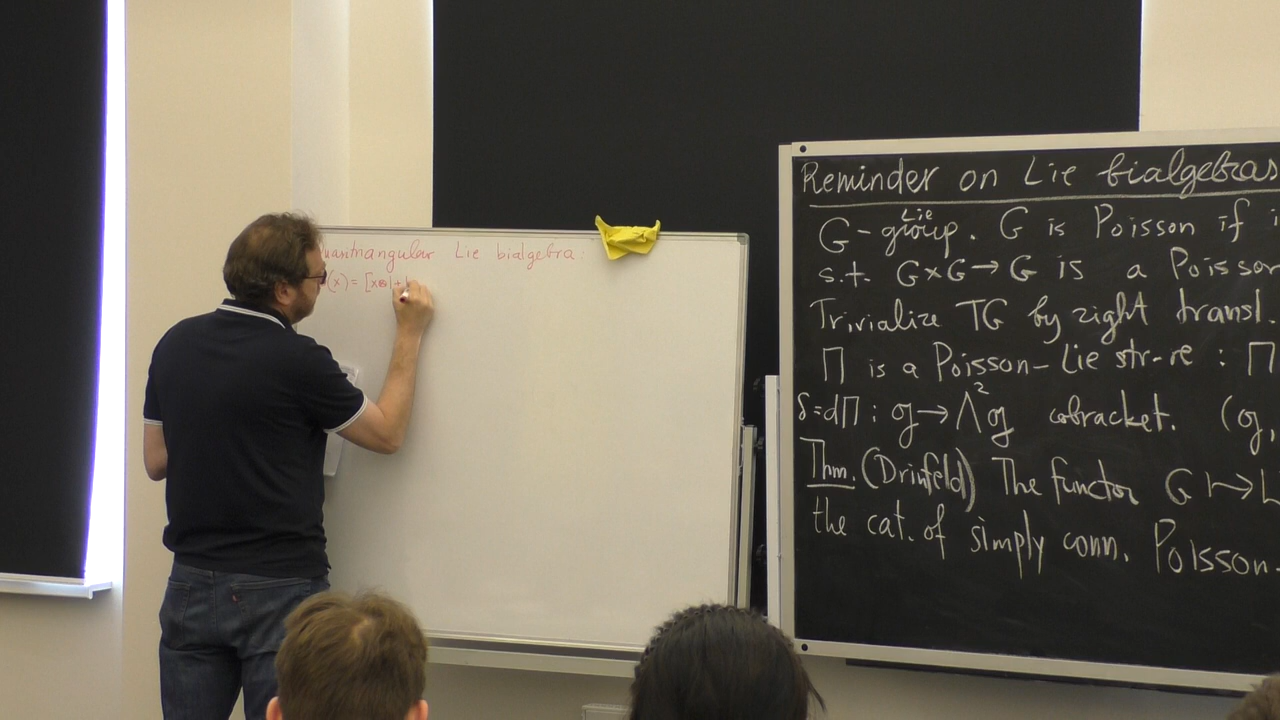 uasitriangular Lie bialgebra:
(x) = [x⊗1+1
Reminder on Lie bialgebras
G - Lie group. G is Poisson if
s.t. G×G→G is a Poisson
Trivialize TG by right transl.
Π is a Poisson-Lie str-re : Π
δ=dΠ : g→Λ²g cobracket. (g,
Thm. (Drinfeld) The functor G ↦ L
the cat. of simply conn. Poisson-